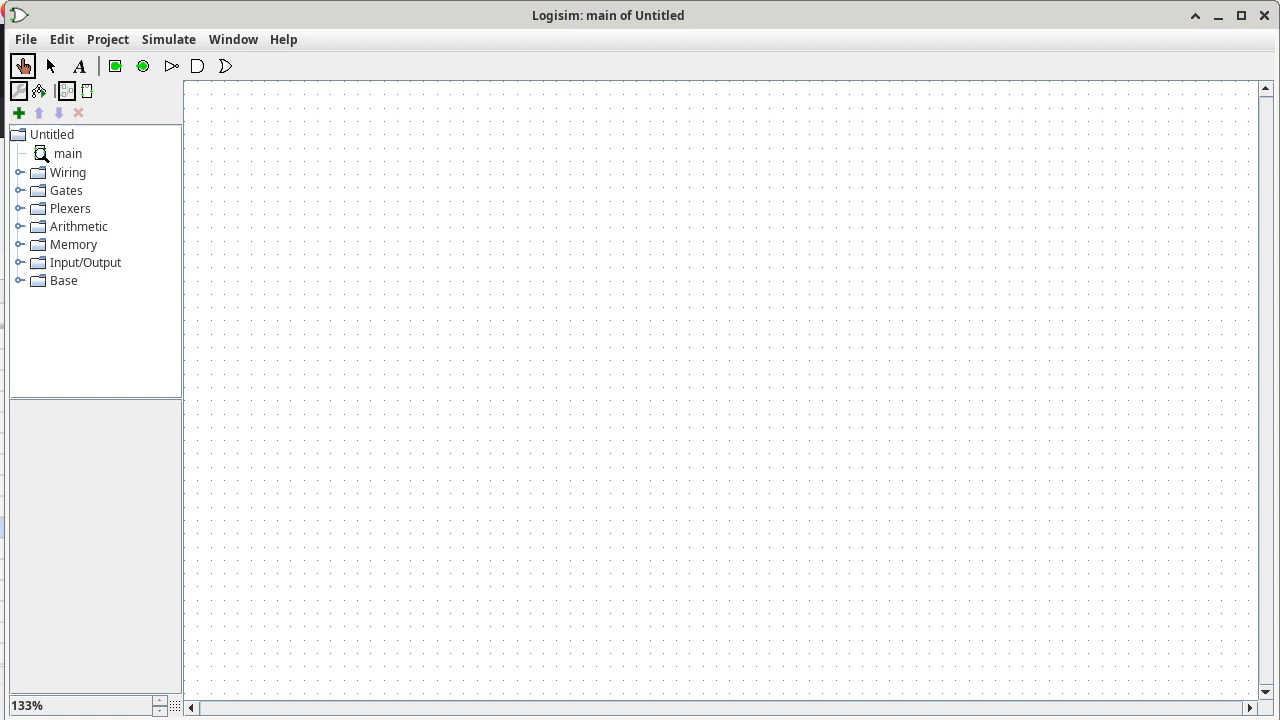 Logisim: main of Untitled
File Edit Project Simulate Window Help
A
Untitled
main
Wiring
Gates
Plexers
Arithmetic
Memory
Input/Output
Base
133%